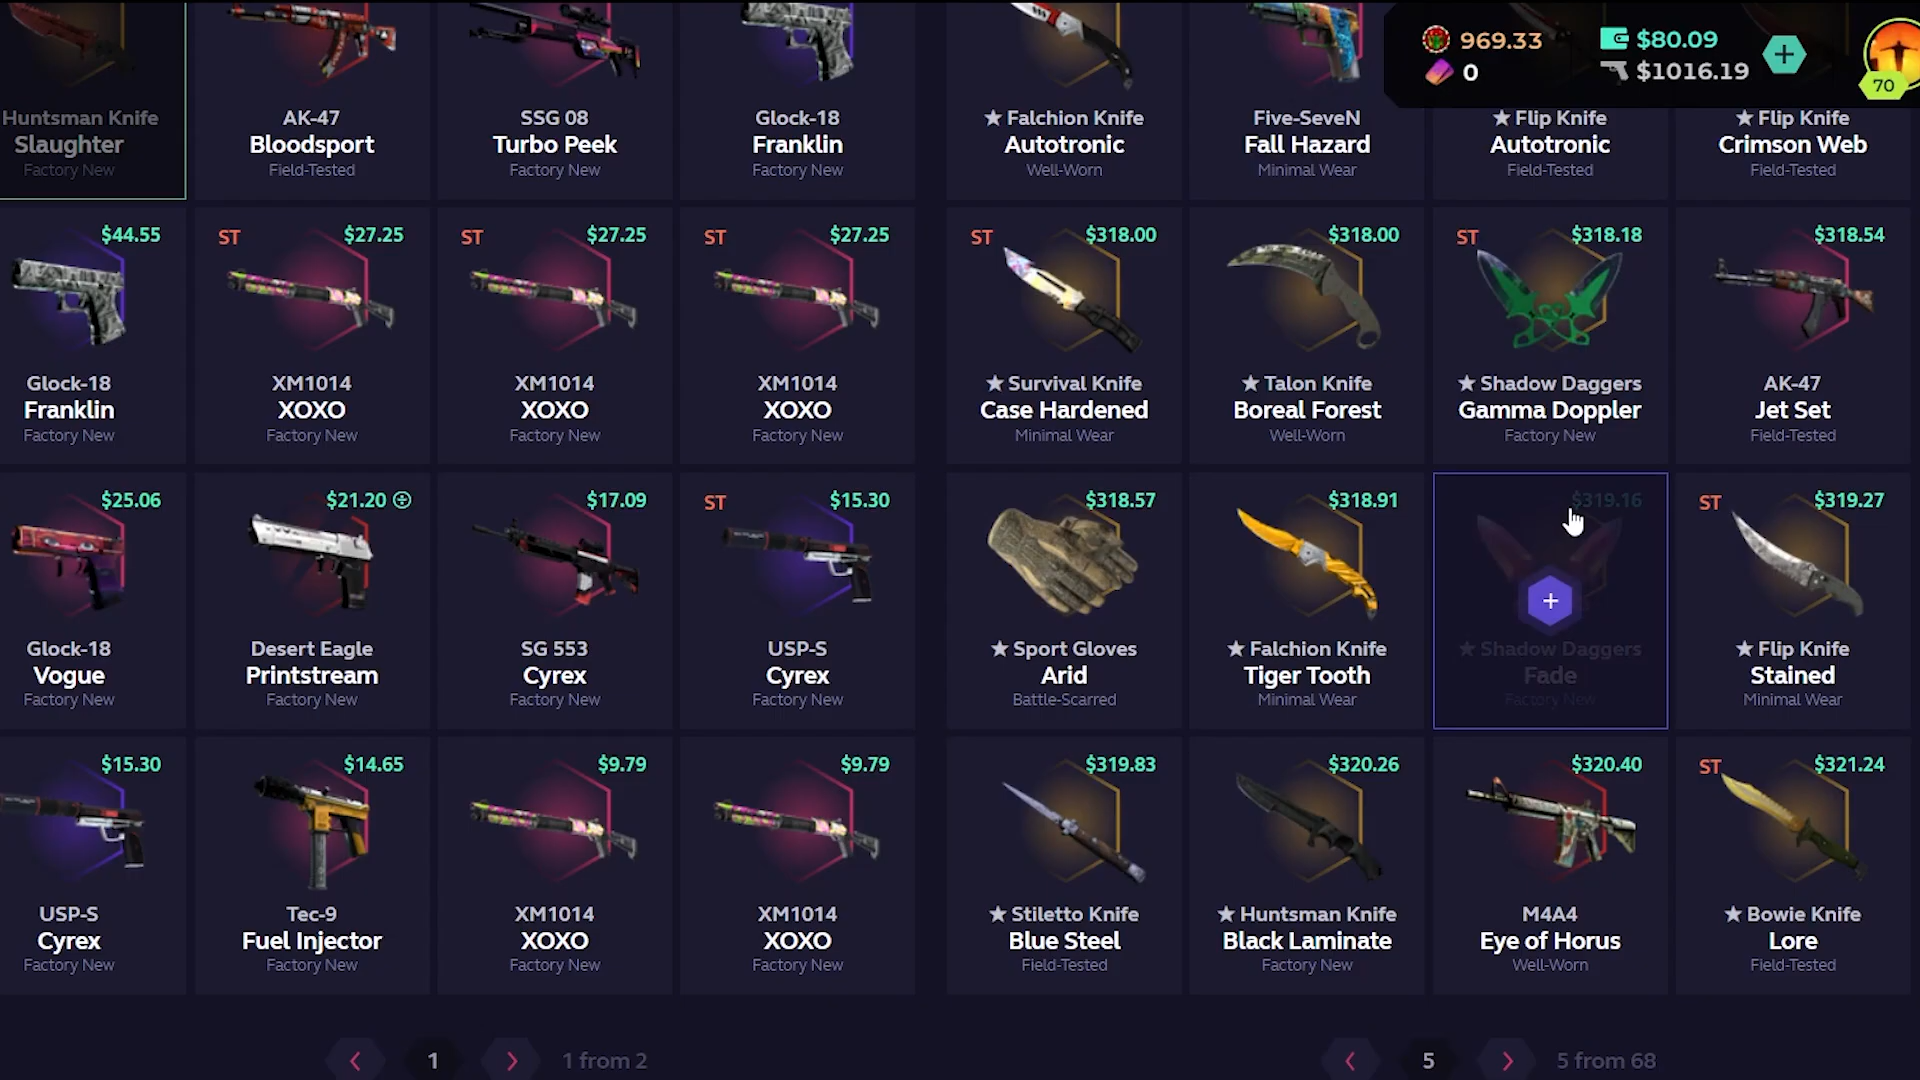 969.33
$80.09
0
$1016.19
70
Huntsman Knife
Slaughter
Factory New
AK-47
Bloodsport
Field-Tested
SSG 08
Turbo Peek
Factory New
Glock-18
Franklin
Factory New
★ Falchion Knife
Autotronic
Well-Worn
Five-SeveN
Fall Hazard
Minimal Wear
★ Flip Knife
Autotronic
Field-Tested
★ Flip Knife
Crimson Web
Field-Tested
$44.55
Glock-18
Franklin
Factory New
ST
$27.25
XM1014
XOXO
Factory New
ST
$27.25
XM1014
XOXO
Factory New
ST
$27.25
XM1014
XOXO
Factory New
ST
$318.00
★ Survival Knife
Case Hardened
Minimal Wear
$318.00
★ Talon Knife
Boreal Forest
Well-Worn
ST
$318.18
★ Shadow Daggers
Gamma Doppler
Factory New
$318.54
AK-47
Jet Set
Field-Tested
$25.06
Glock-18
Vogue
Factory New
$21.20
Desert Eagle
Printstream
Factory New
$17.09
SG 553
Cyrex
Factory New
ST
$15.30
USP-S
Cyrex
Factory New
$318.57
★ Sport Gloves
Arid
Battle-Scarred
$318.91
★ Falchion Knife
Tiger Tooth
Minimal Wear
$319.16
+
★ Shadow Daggers
Fade
Factory New
ST
$319.27
★ Flip Knife
Stained
Minimal Wear
$15.30
USP-S
Cyrex
Factory New
$14.65
Tec-9
Fuel Injector
Factory New
$9.79
XM1014
XOXO
Factory New
$9.79
XM1014
XOXO
Factory New
$319.83
★ Stiletto Knife
Blue Steel
Field-Tested
$320.26
★ Huntsman Knife
Black Laminate
Factory New
$320.40
M4A4
Eye of Horus
Well-Worn
ST
$321.24
★ Bowie Knife
Lore
Field-Tested
1
1 from 2
5
5 from 68